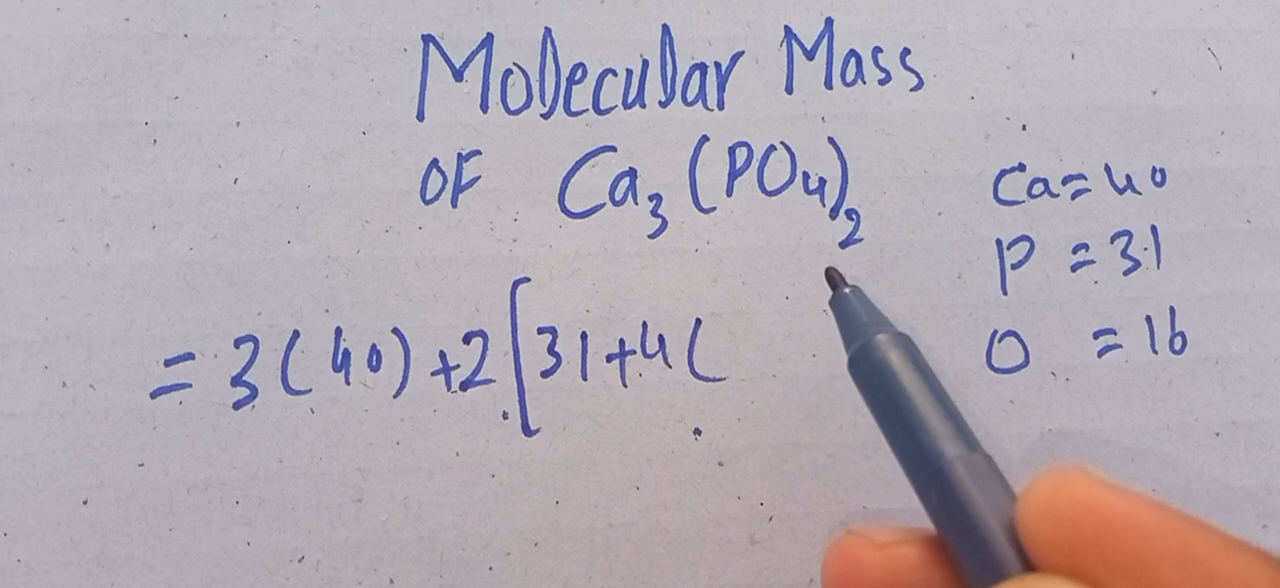 Molecular Mass
OF Ca₃(PO₄)₂
Ca=40
P=31
O=16
=3(40)+2[31+4(